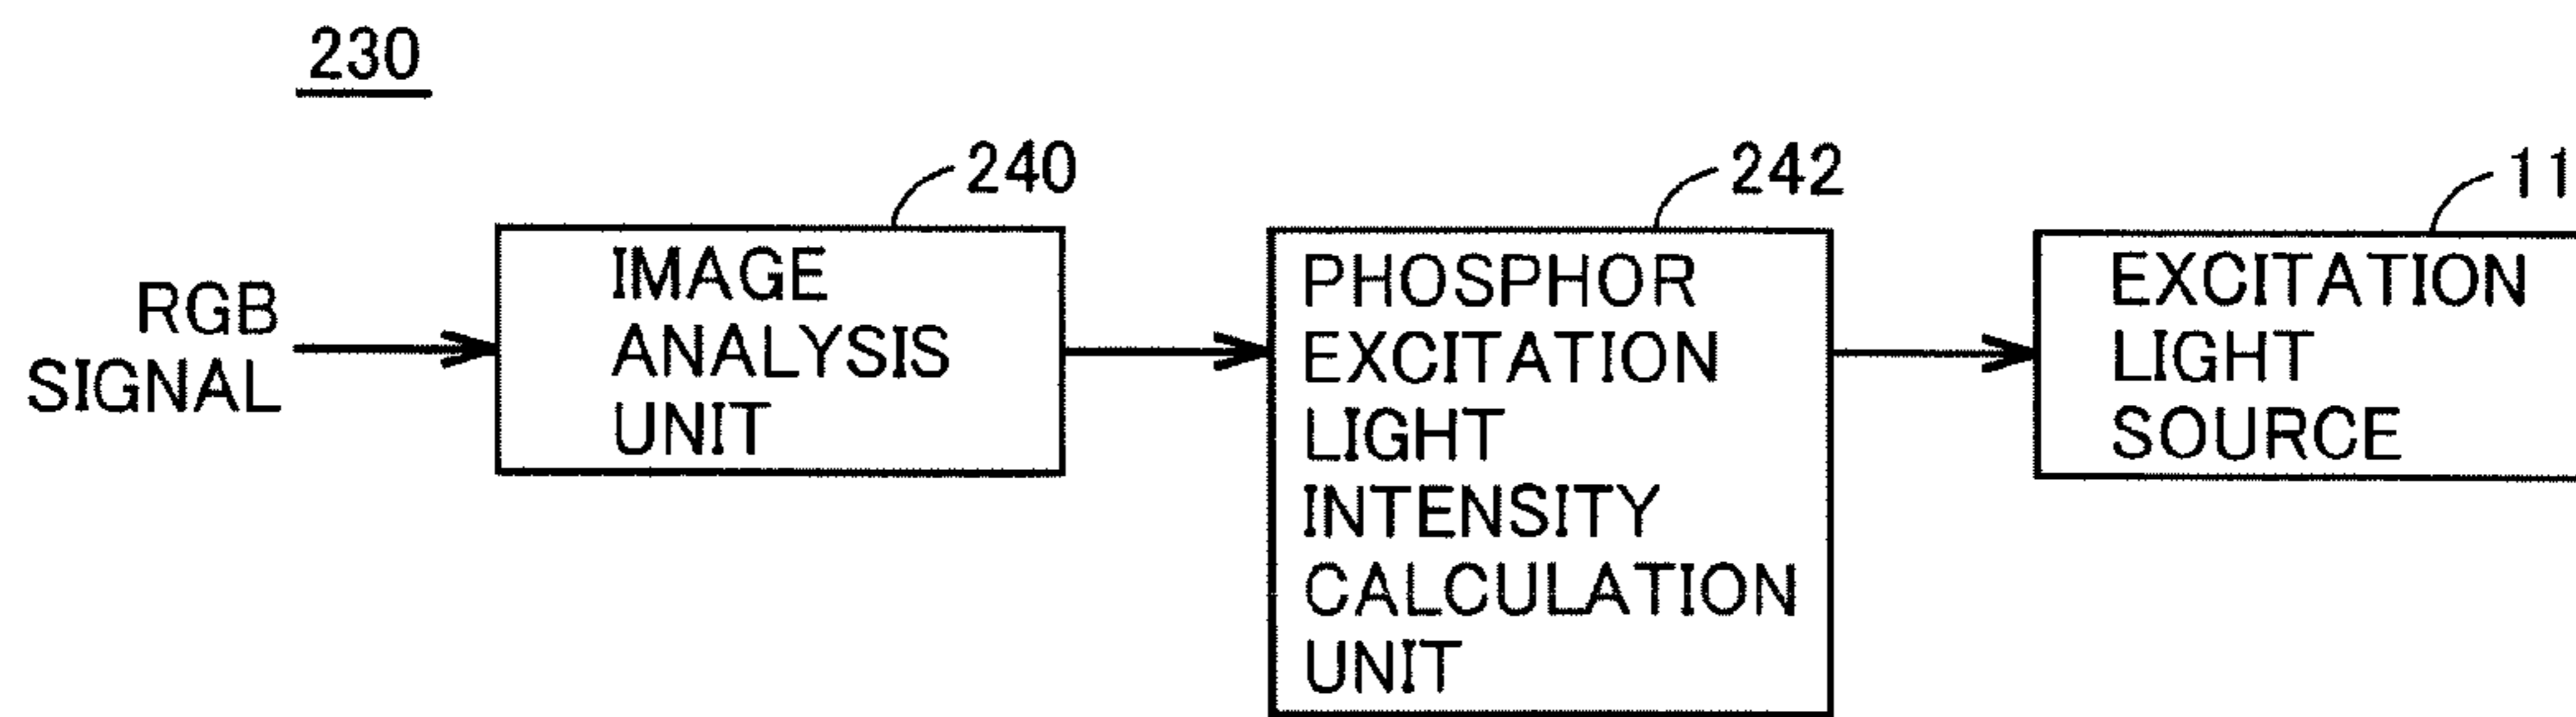 230
240
242
11
RGB
SIGNAL
IMAGE
ANALYSIS
UNIT
PHOSPHOR
EXCITATION
LIGHT
INTENSITY
CALCULATION
UNIT
EXCITATION
LIGHT
SOURCE